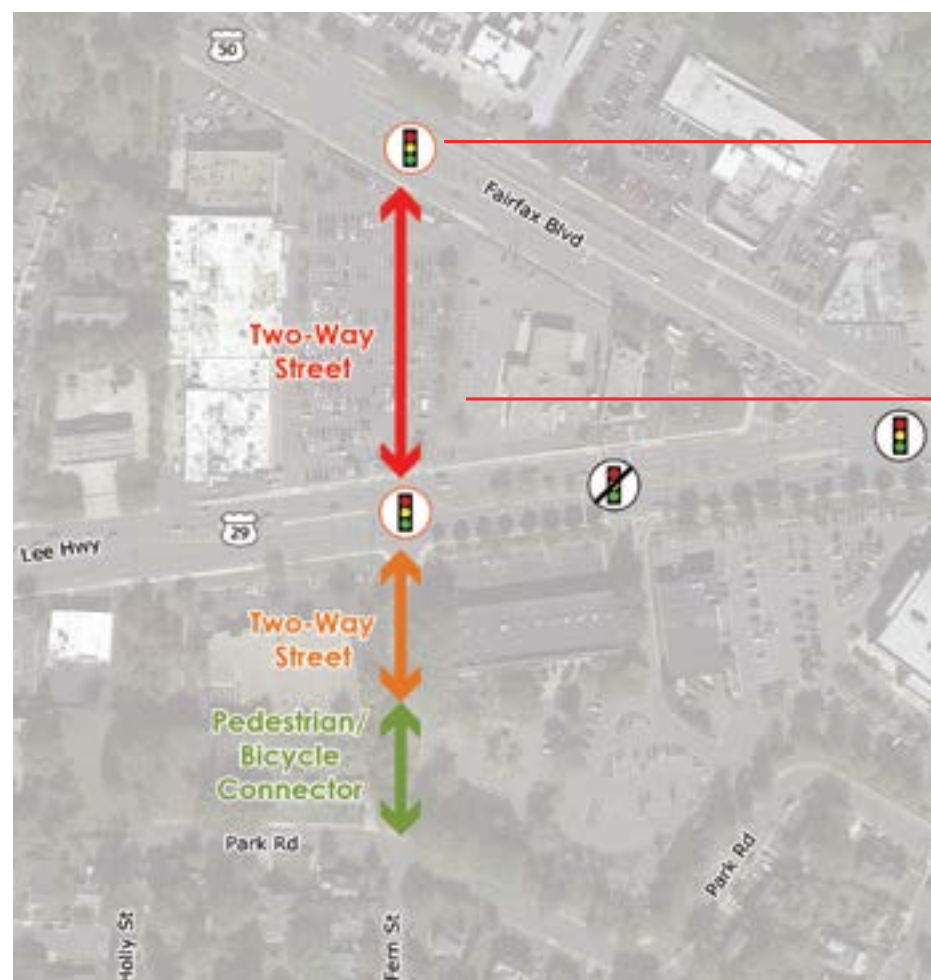 50
Fairfax Blvd
Two-Way
Street
29
Lee Hwy
Two-Way
Street
Pedestrian/
Bicycle
Connector
Park Rd
Park Rd
Holly St
Fern St